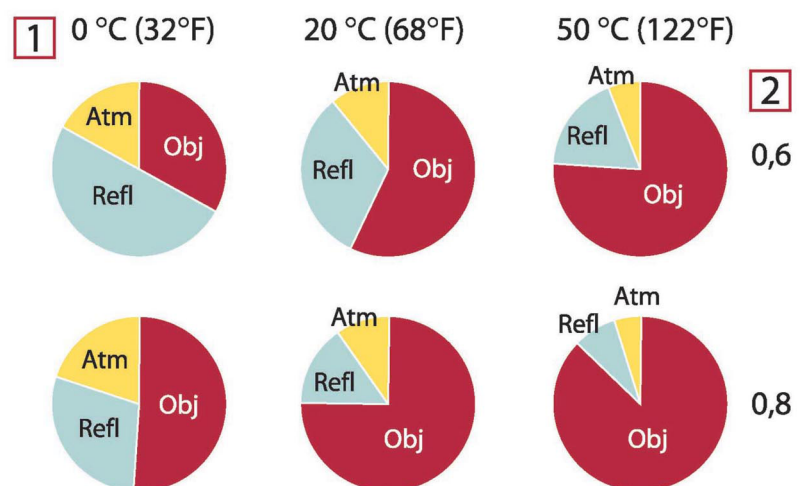 1 0 °C (32°F) 20 °C (68°F) 50 °C (122°F)
2
0,6
Atm Obj Refl
Atm Refl Obj
Atm Refl Obj
0,8
Atm Obj Refl
Atm Refl Obj
Atm Refl Obj